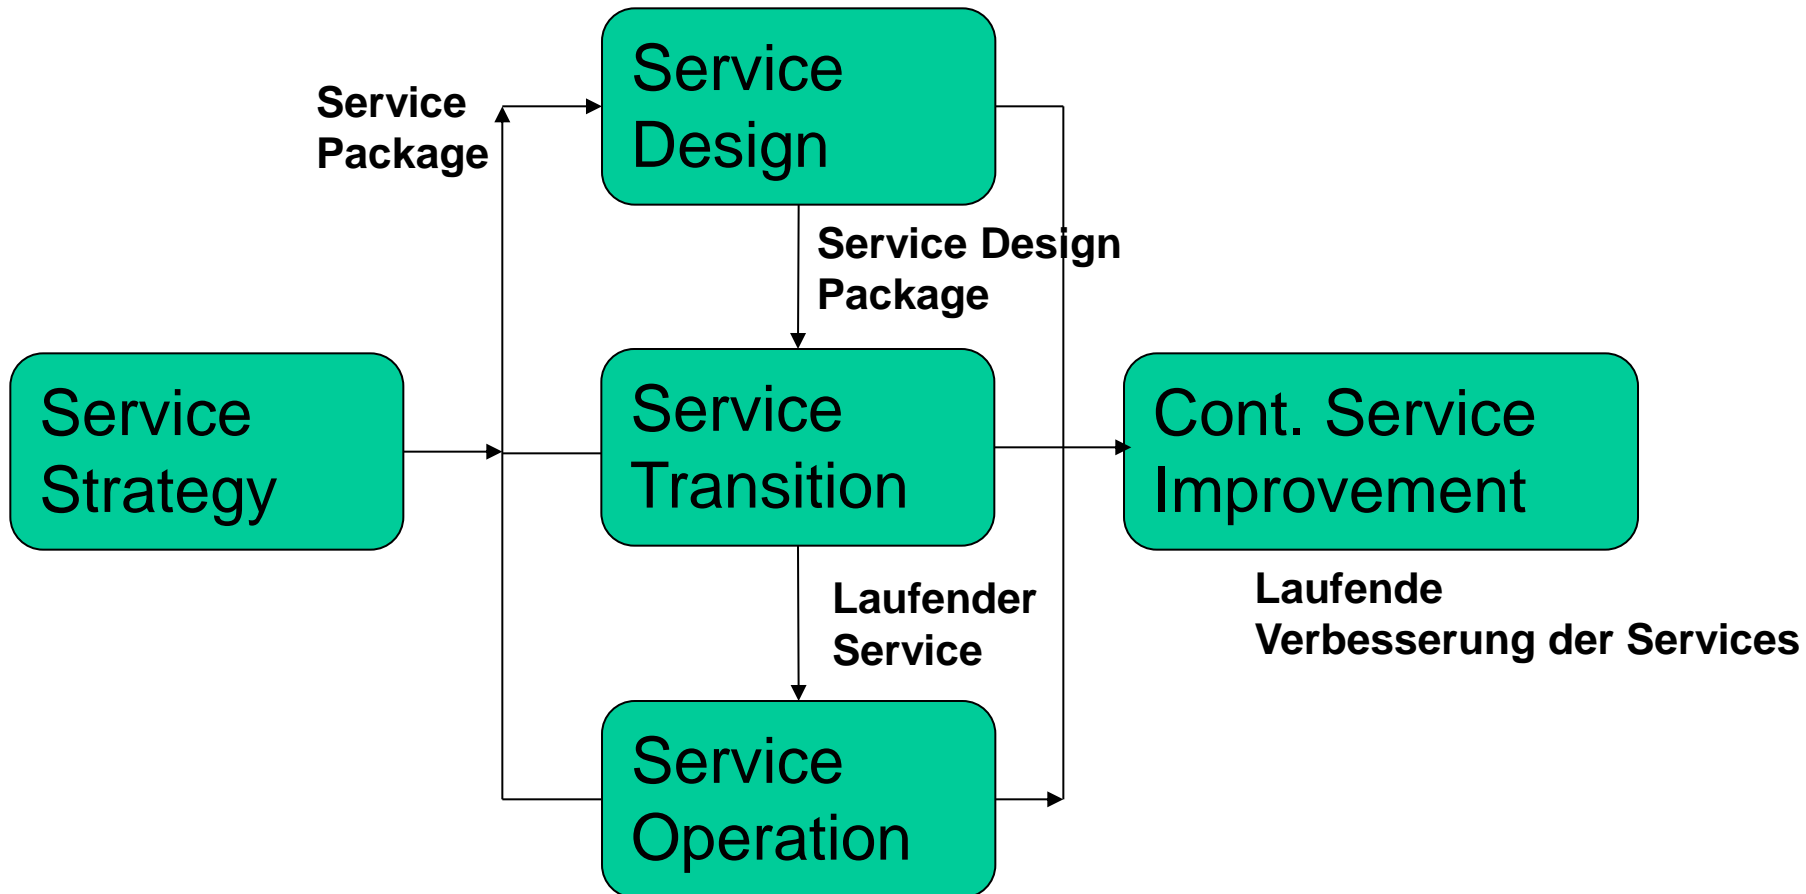 Service
Design
Service
Package
Service Design
Package
Service
Strategy
Service
Transition
Cont. Service
Improvement
Laufender
Service
Laufende
Verbesserung der Services
Service
Operation